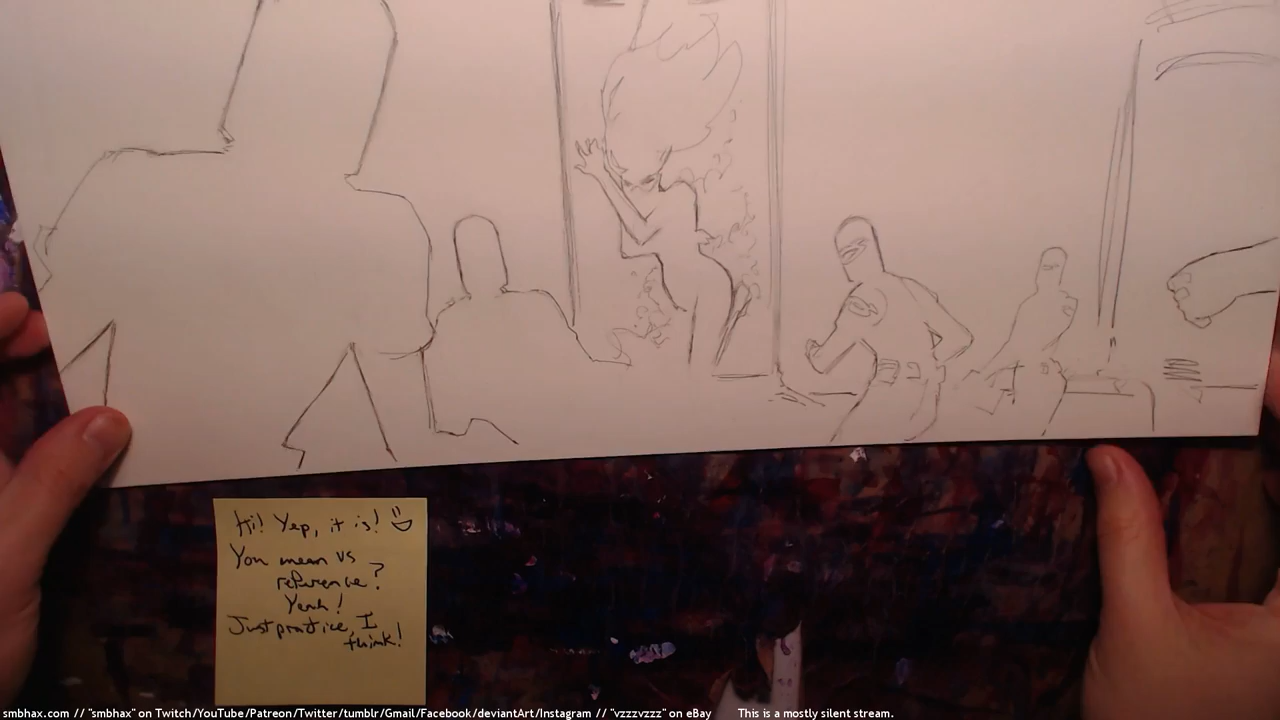 Hi! Yep, it is!
You mean vs
reference?
Yeah!
Just practice, I
think!
smbhax.com // "smbhax" on Twitch/YouTube/Patreon/Twitter/tumblr/Gmail/Facebook/deviantArt/Instagram // "vzzzvzzz" on eBay This is a mostly silent stream.